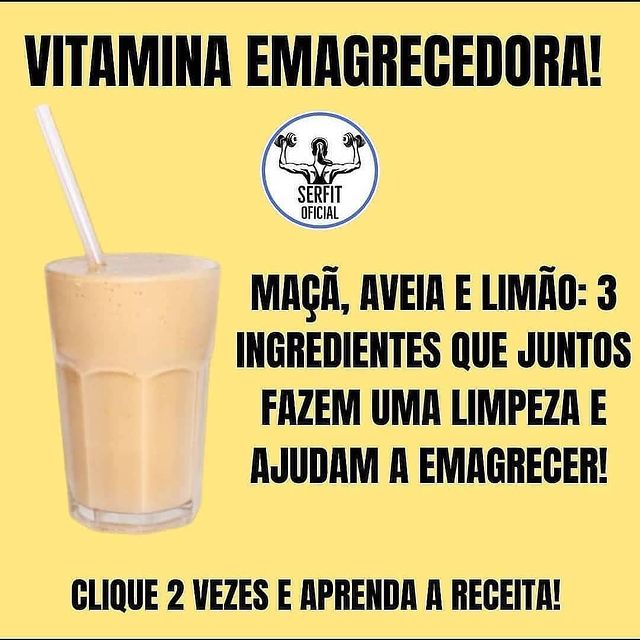 VITAMINA EMAGRECEDORA!
SERFIT
OFICIAL
MAÇÃ, AVEIA E LIMÃO: 3
INGREDIENTES QUE JUNTOS
FAZEM UMA LIMPEZA E
AJUDAM A EMAGRECER!
CLIQUE 2 VEZES E APRENDA A RECEITA!